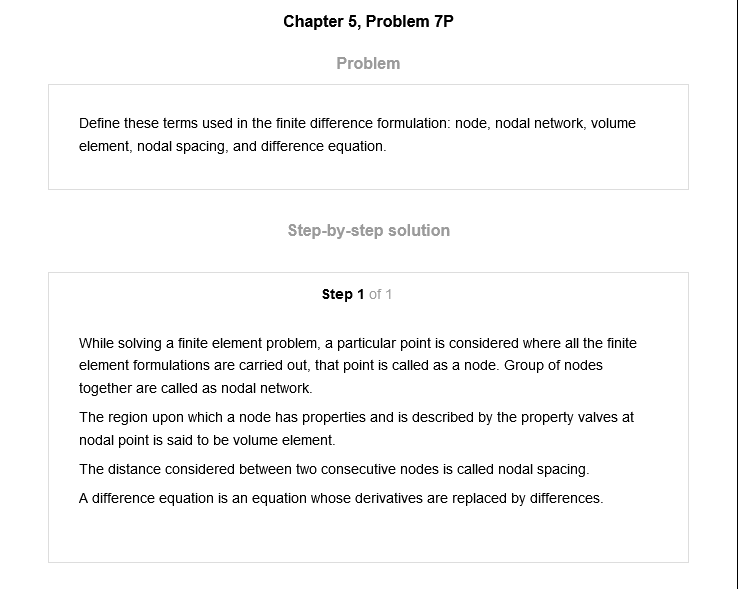 Chapter 5, Problem 7P
Problem
Define these terms used in the finite difference formulation: node, nodal network, volume
element, nodal spacing, and difference equation.
Step-by-step solution
Step 1 of 1
While solving a finite element problem, a particular point is considered where all the finite
element formulations are carried out, that point is called as a node. Group of nodes
together are called as nodal network.
The region upon which a node has properties and is described by the property valves at
nodal point is said to be volume element.
The distance considered between two consecutive nodes is called nodal spacing.
A difference equation is an equation whose derivatives are replaced by differences.